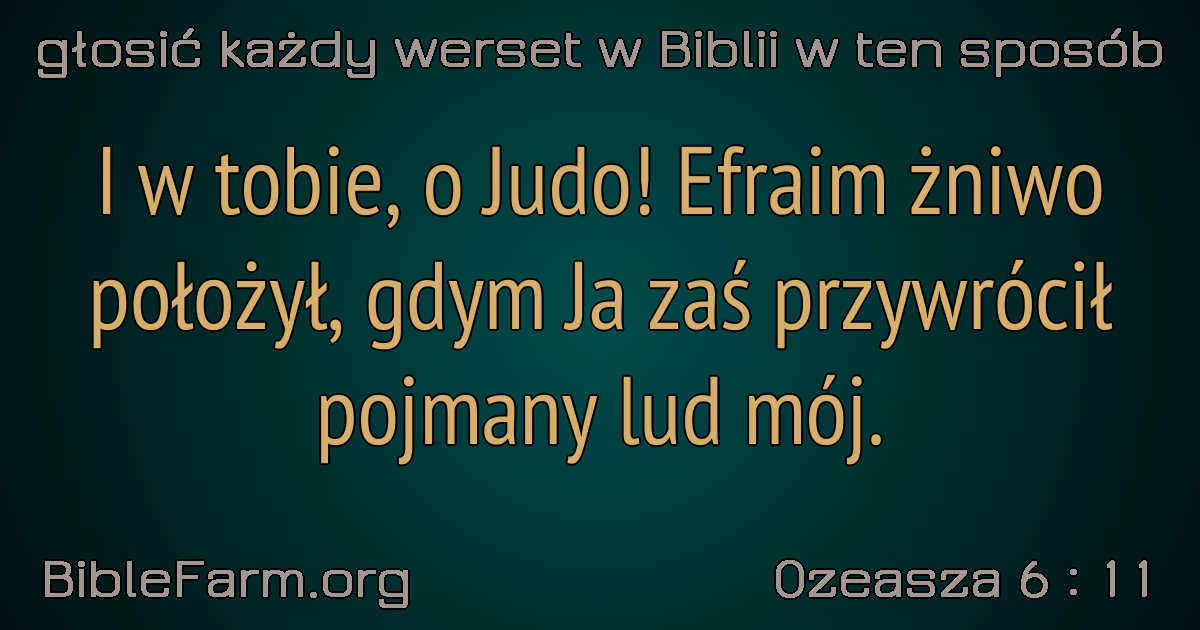 głosić każdy werset w Biblii w ten sposób
I w tobie, o Judo! Efraim żniwo
położył, gdym Ja zaś przywrócił
pojmany lud mój.
BibleFarm.org
Ozeasza 6 : 11